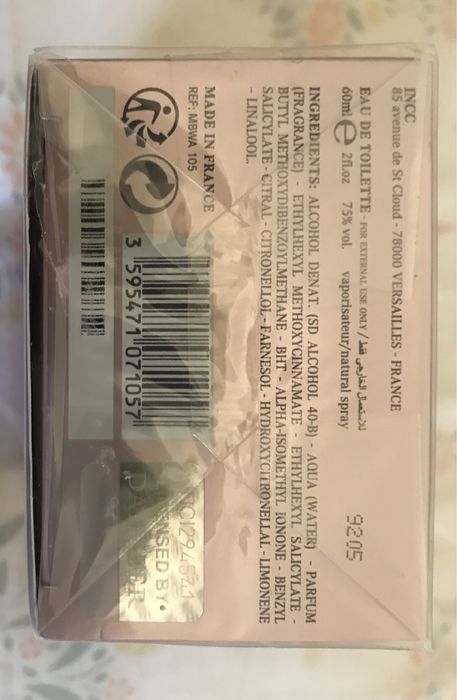 INCC
85 avenue de St Cloud - 78000 VERSAILLES - FRANCE
EAU DE TOILETTE - FOR EXTERNAL USE ONLY / للاستعمال الخارجي فقط
60ml ℮ 2fl.oz 75% vol. vaporisateur/natural spray
9205
INGREDIENTS: ALCOHOL DENAT. (SD ALCOHOL 40-B) - AQUA (WATER) - PARFUM
(FRAGRANCE) - ETHYLHEXYL METHOXYCINNAMATE - ETHYLHEXYL SALICYLATE -
BUTYL METHOXYDIBENZOYLMETHANE - BHT - ALPHA-ISOMETHYL IONONE - BENZYL
SALICYLATE - CITRAL - CITRONELLOL - FARNESOL - HYDROXYCITRONELLAL - LIMONENE
- LINALOOL.
MADE IN FRANCE
REF: MBWA 105
3 595471 071057